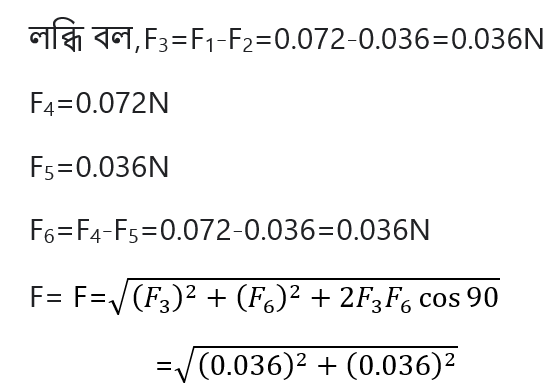 লব্ধি বল,F₃=F₁-F₂=0.072-0.036=0.036N
F₄=0.072N
F₅=0.036N
F₆=F₄-F₅=0.072-0.036=0.036N
F= F=√(F₃)² + (F₆)² + 2F₃F₆ cos 90
=√(0.036)² + (0.036)²